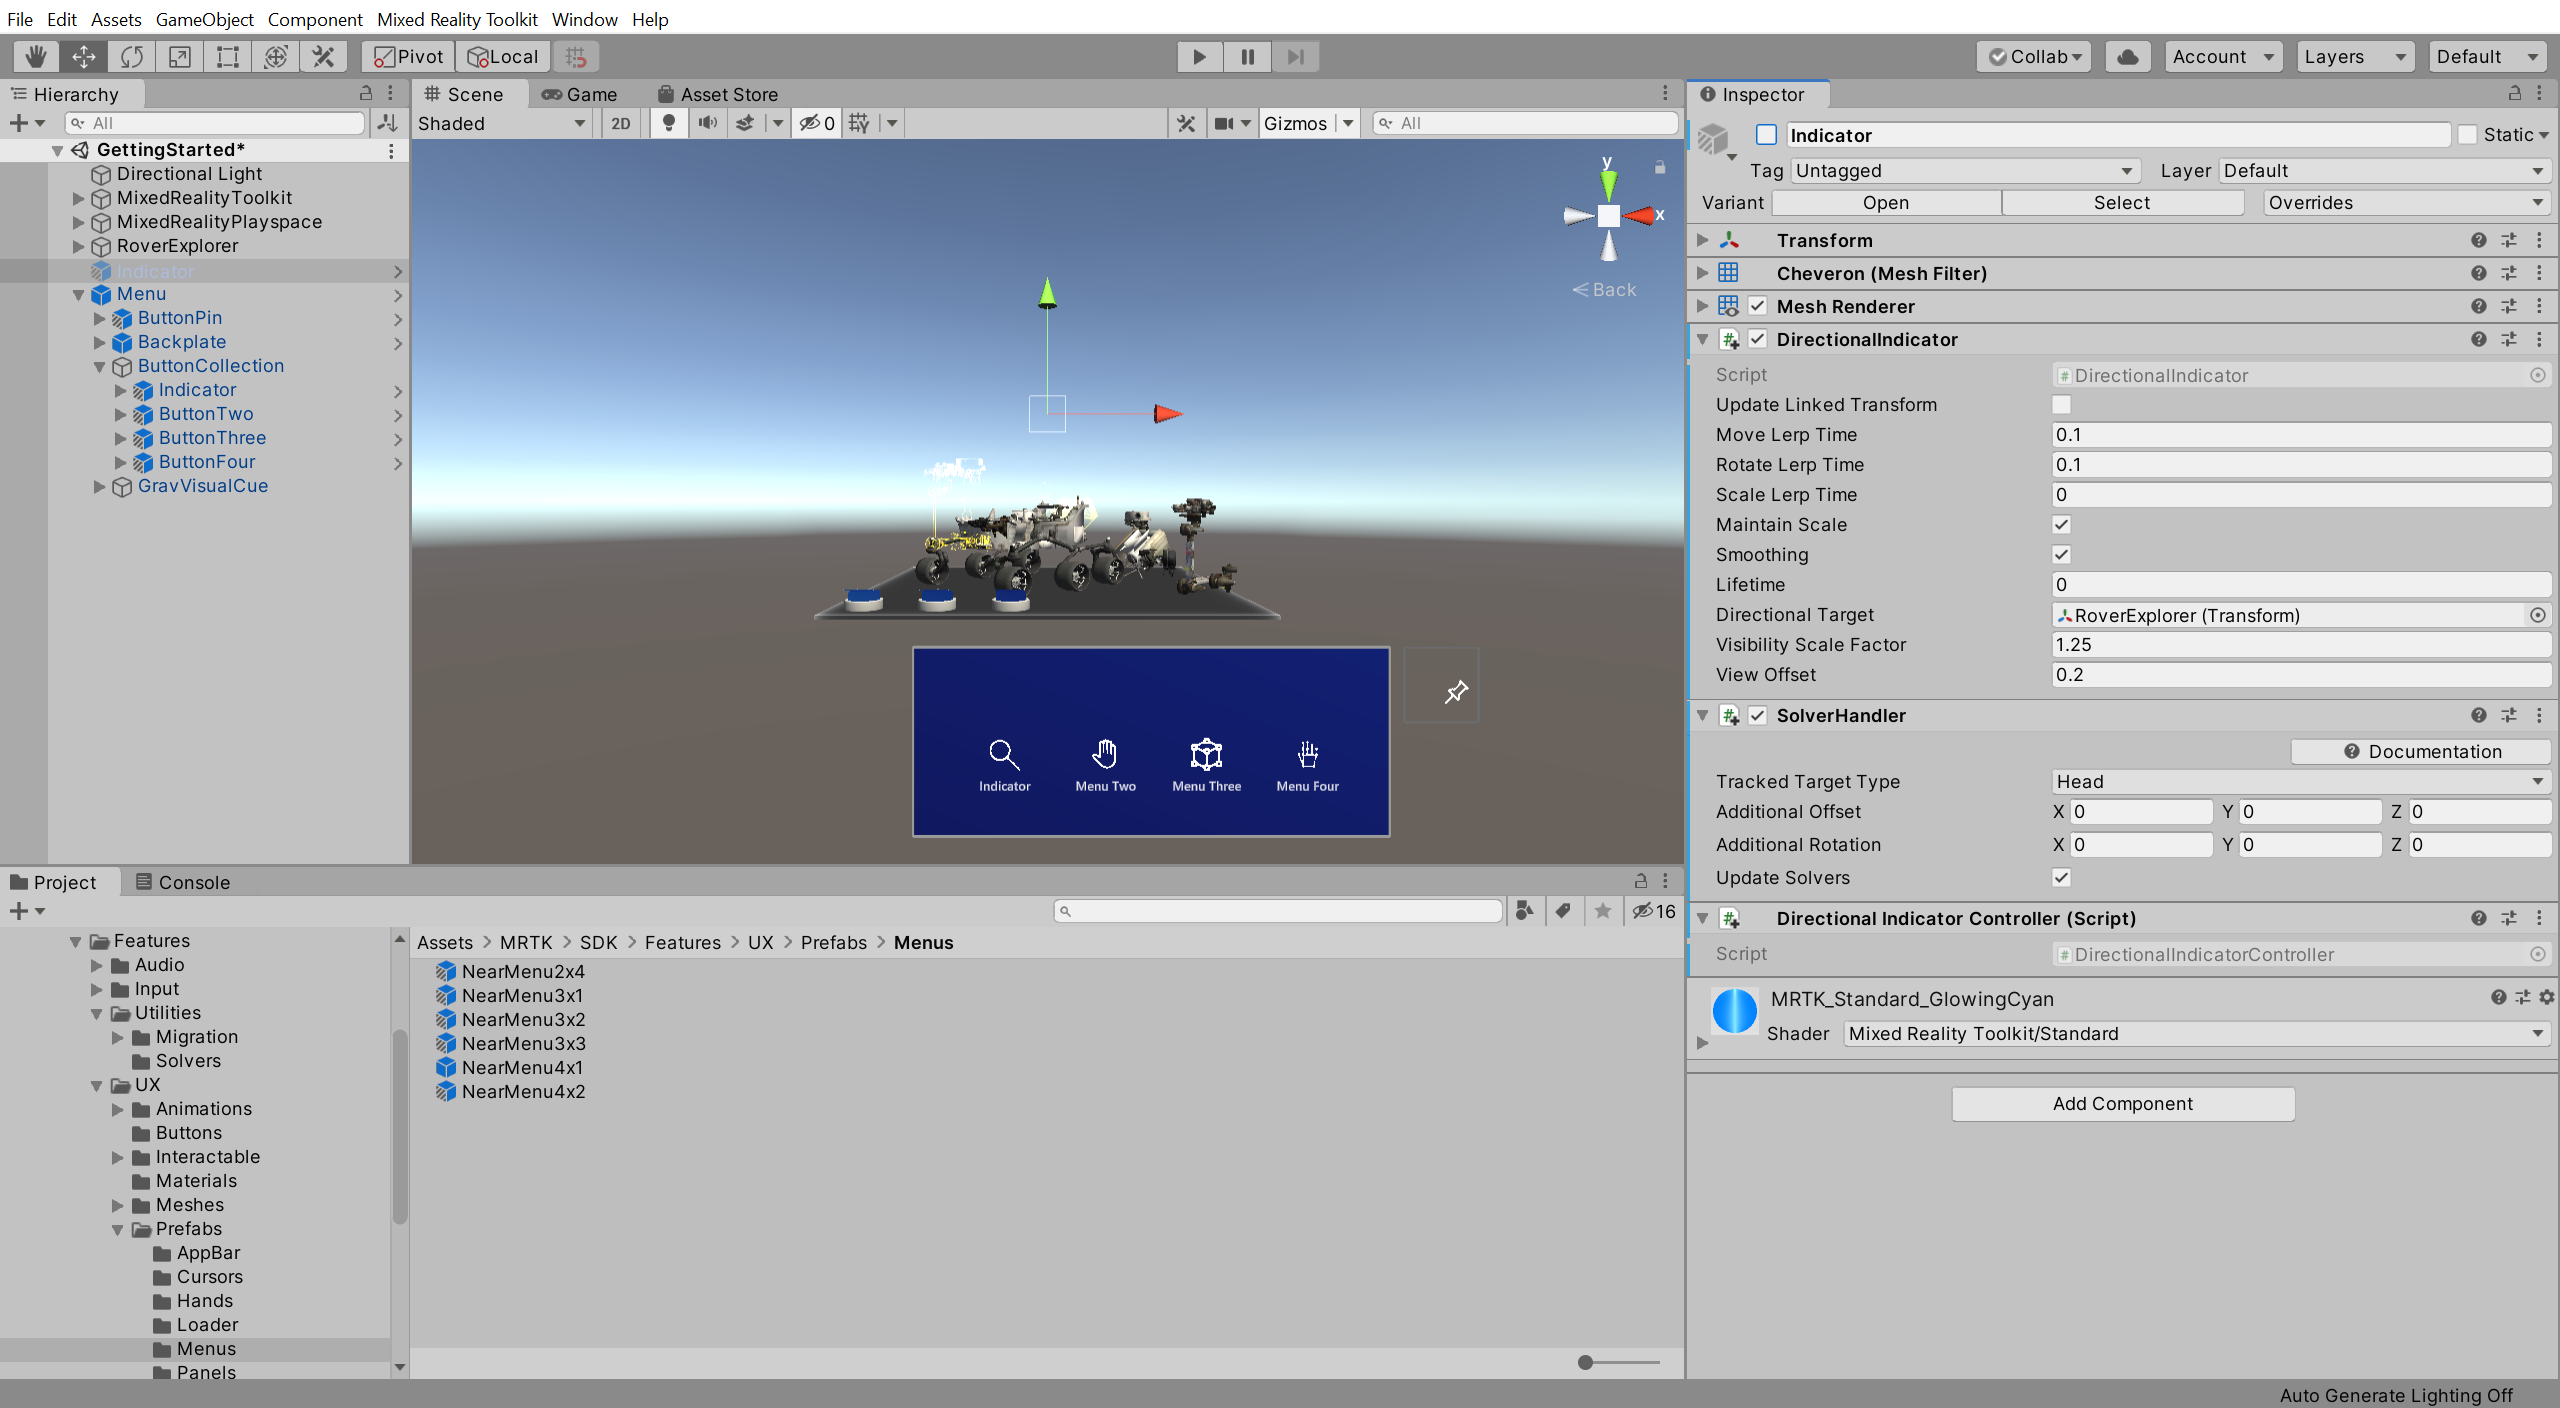 File Edit Assets GameObject Component Mixed Reality Toolkit Window Help
Pivot Local Collab Account Layers Default
Hierarchy
All
GettingStarted*
Directional Light
MixedRealityToolkit
MixedRealityPlayspace
RoverExplorer
Indicator
Menu
ButtonPin
Backplate
ButtonCollection
Indicator
ButtonTwo
ButtonThree
ButtonFour
GravVisualCue
Scene Game Asset Store
Shaded 2D 0 Gizmos All
y
x
Back
Indicator Menu Two Menu Three Menu Four
Project Console
16
Features
Audio
Input
Utilities
Migration
Solvers
UX
Animations
Buttons
Interactable
Materials
Meshes
Prefabs
AppBar
Cursors
Hands
Loader
Menus
Panels
Assets > MRTK > SDK > Features > UX > Prefabs > Menus
NearMenu2x4
NearMenu3x1
NearMenu3x2
NearMenu3x3
NearMenu4x1
NearMenu4x2
Inspector
Indicator Static
Tag Untagged Layer Default
Variant Open Select Overrides
Transform
Cheveron (Mesh Filter)
Mesh Renderer
DirectionalIndicator
Script DirectionalIndicator
Update Linked Transform
Move Lerp Time 0.1
Rotate Lerp Time 0.1
Scale Lerp Time 0
Maintain Scale
Smoothing
Lifetime 0
Directional Target RoverExplorer (Transform)
Visibility Scale Factor 1.25
View Offset 0.2
SolverHandler
Documentation
Tracked Target Type Head
Additional Offset X 0 Y 0 Z 0
Additional Rotation X 0 Y 0 Z 0
Update Solvers
Directional Indicator Controller (Script)
Script DirectionalIndicatorController
MRTK_Standard_GlowingCyan
Shader Mixed Reality Toolkit/Standard
Add Component
Auto Generate Lighting Off